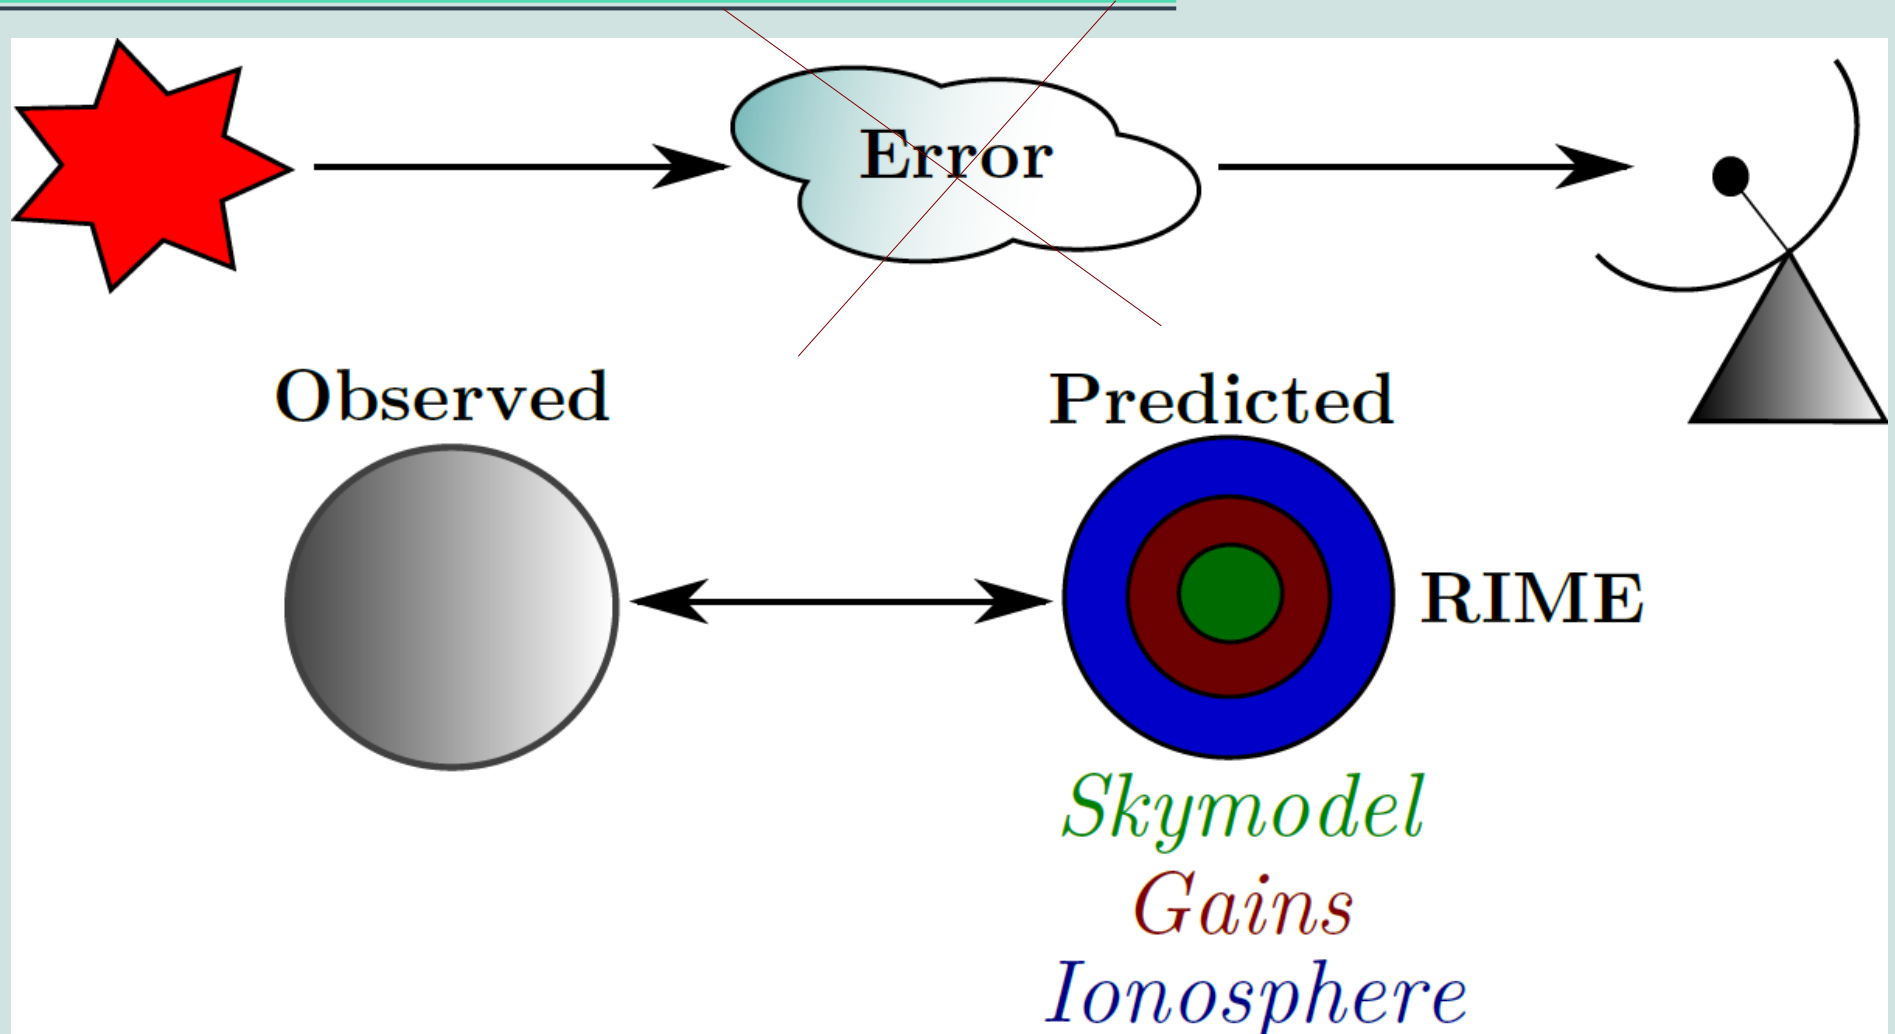 Error
Observed
Predicted
RIME
Skymodel
Gains
Ionosphere